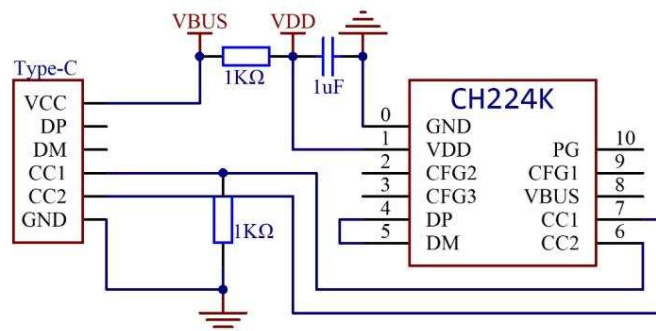 VBUS
VDD
1KΩ
1uF
Type-C
VCC
DP
DM
CC1
CC2
GND
1KΩ
CH224K
0 GND
1 VDD
2 CFG2
3 CFG3
4 DP
5 DM
PG 10
CFG1 9
VBUS 8
CC1 7
CC2 6